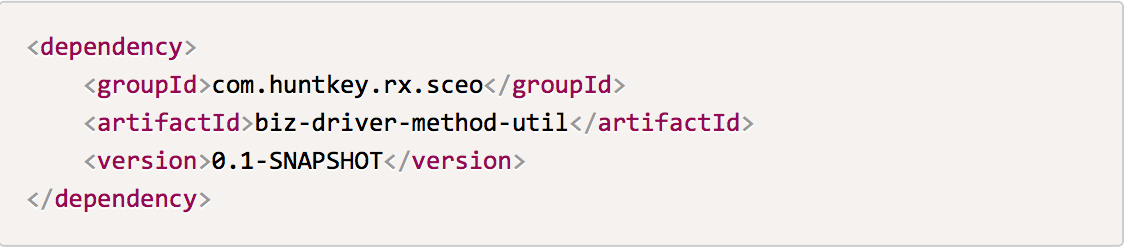 <dependency>
    <groupId>com.huntkey.rx.sceo</groupId>
    <artifactId>biz-driver-method-util</artifactId>
    <version>0.1-SNAPSHOT</version>
</dependency>